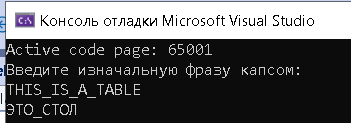 Консоль отладки Microsoft Visual Studio
Active code page: 65001
Введите изначальную фразу капсом:
THIS_IS_A_TABLE
ЭТО_СТОЛ